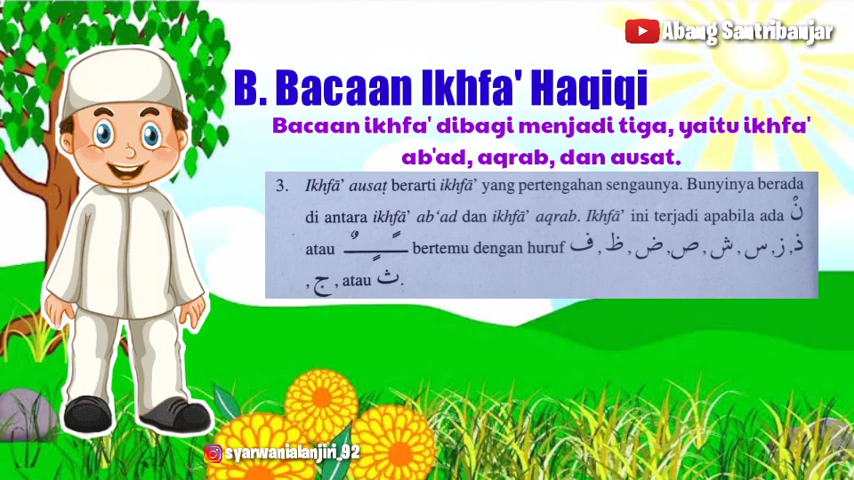 Abang Santribanjar
B. Bacaan Ikhfa' Haqiqi
Bacaan ikhfa' dibagi menjadi tiga, yaitu ikhfa'
ab'ad, aqrab, dan ausat.
3. Ikhfā’ ausaṭ berarti ikhfā’ yang pertengahan sengaunya. Bunyinya berada
di antara ikhfā’ ab‘ad dan ikhfā’ aqrab. Ikhfā’ ini terjadi apabila ada نْ
atau ـًــٍــٌ bertemu dengan huruf ف , ظ , ض , ص , ش , س , ز , ذ
, ج , atau ث.
syarwanialanjiri_92